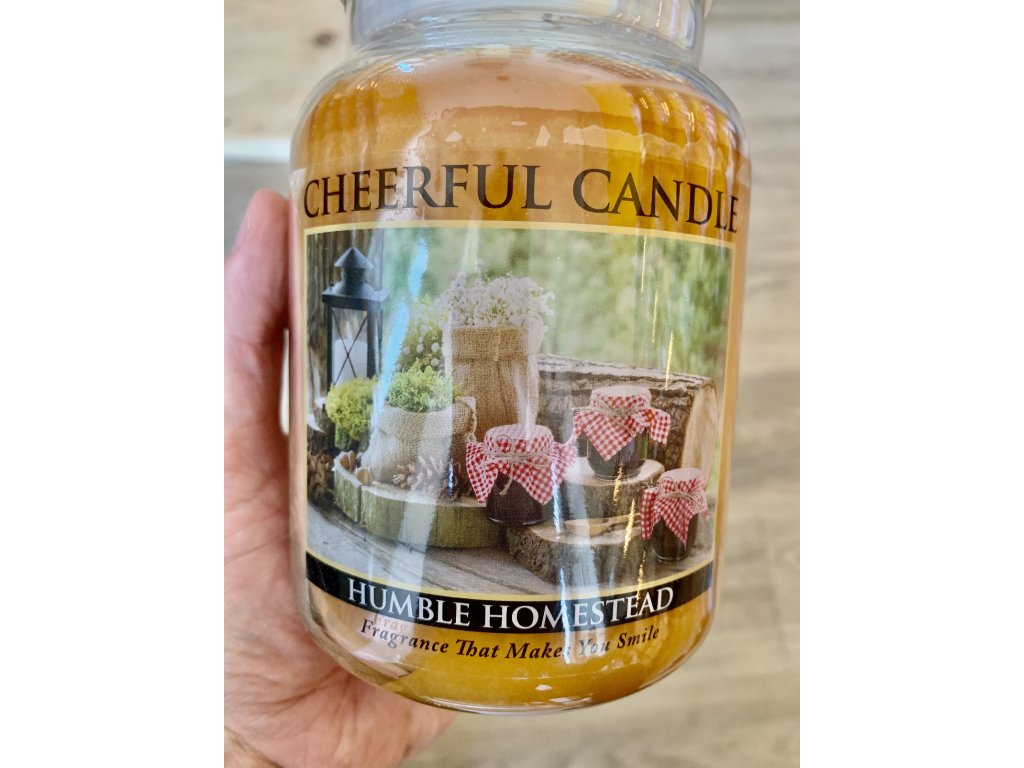 CHEERFUL CANDLE
HUMBLE HOMESTEAD
Fragrance That Makes You Smile